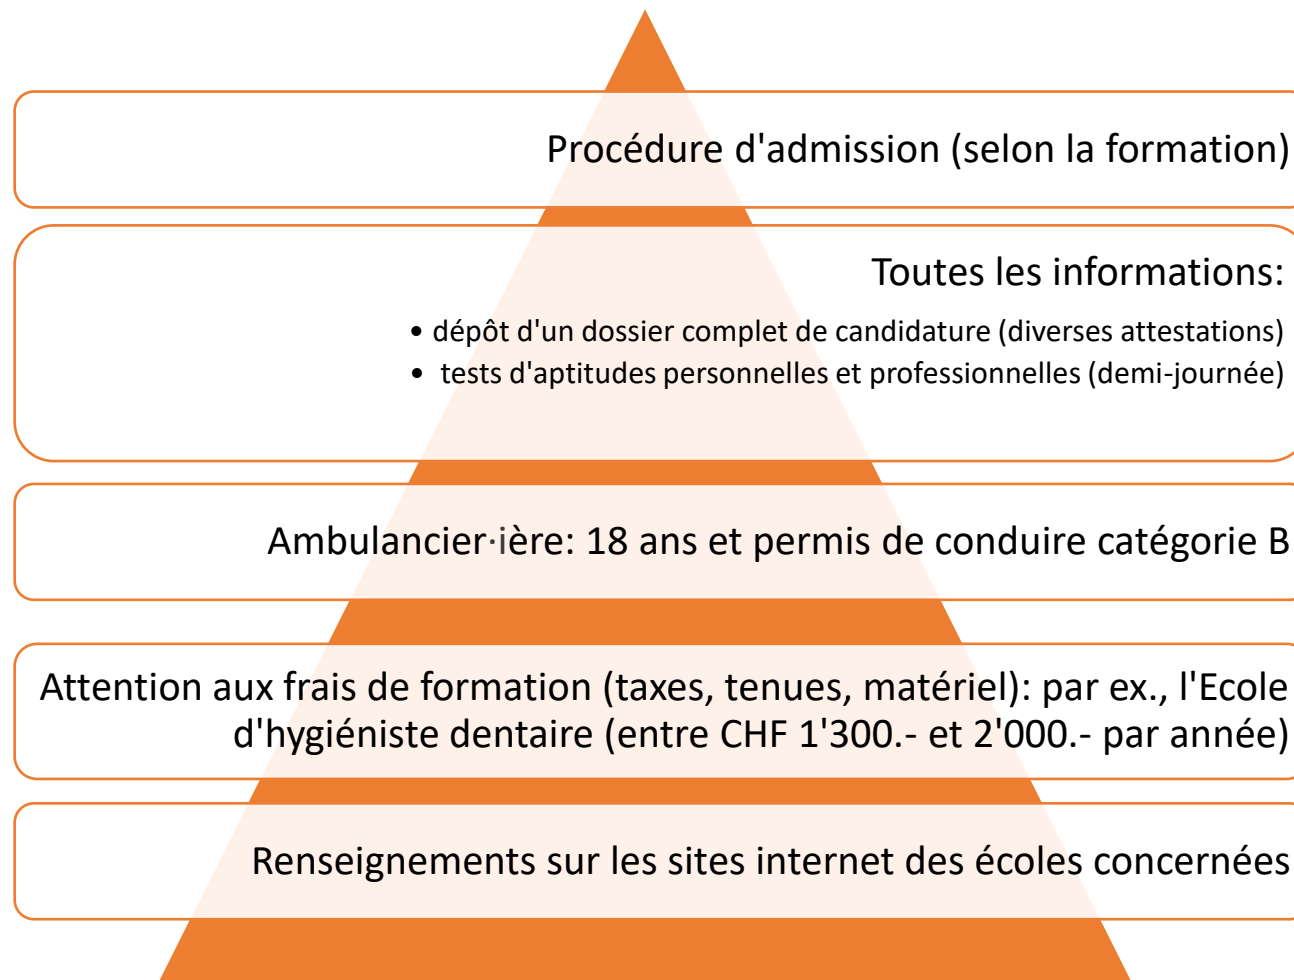 Procédure d'admission (selon la formation)
Toutes les informations:
• dépôt d'un dossier complet de candidature (diverses attestations)
• tests d'aptitudes personnelles et professionnelles (demi-journée)
Ambulancier·ière: 18 ans et permis de conduire catégorie B
Attention aux frais de formation (taxes, tenues, matériel): par ex., l'Ecole
d'hygiéniste dentaire (entre CHF 1'300.- et 2'000.- par année)
Renseignements sur les sites internet des écoles concernées